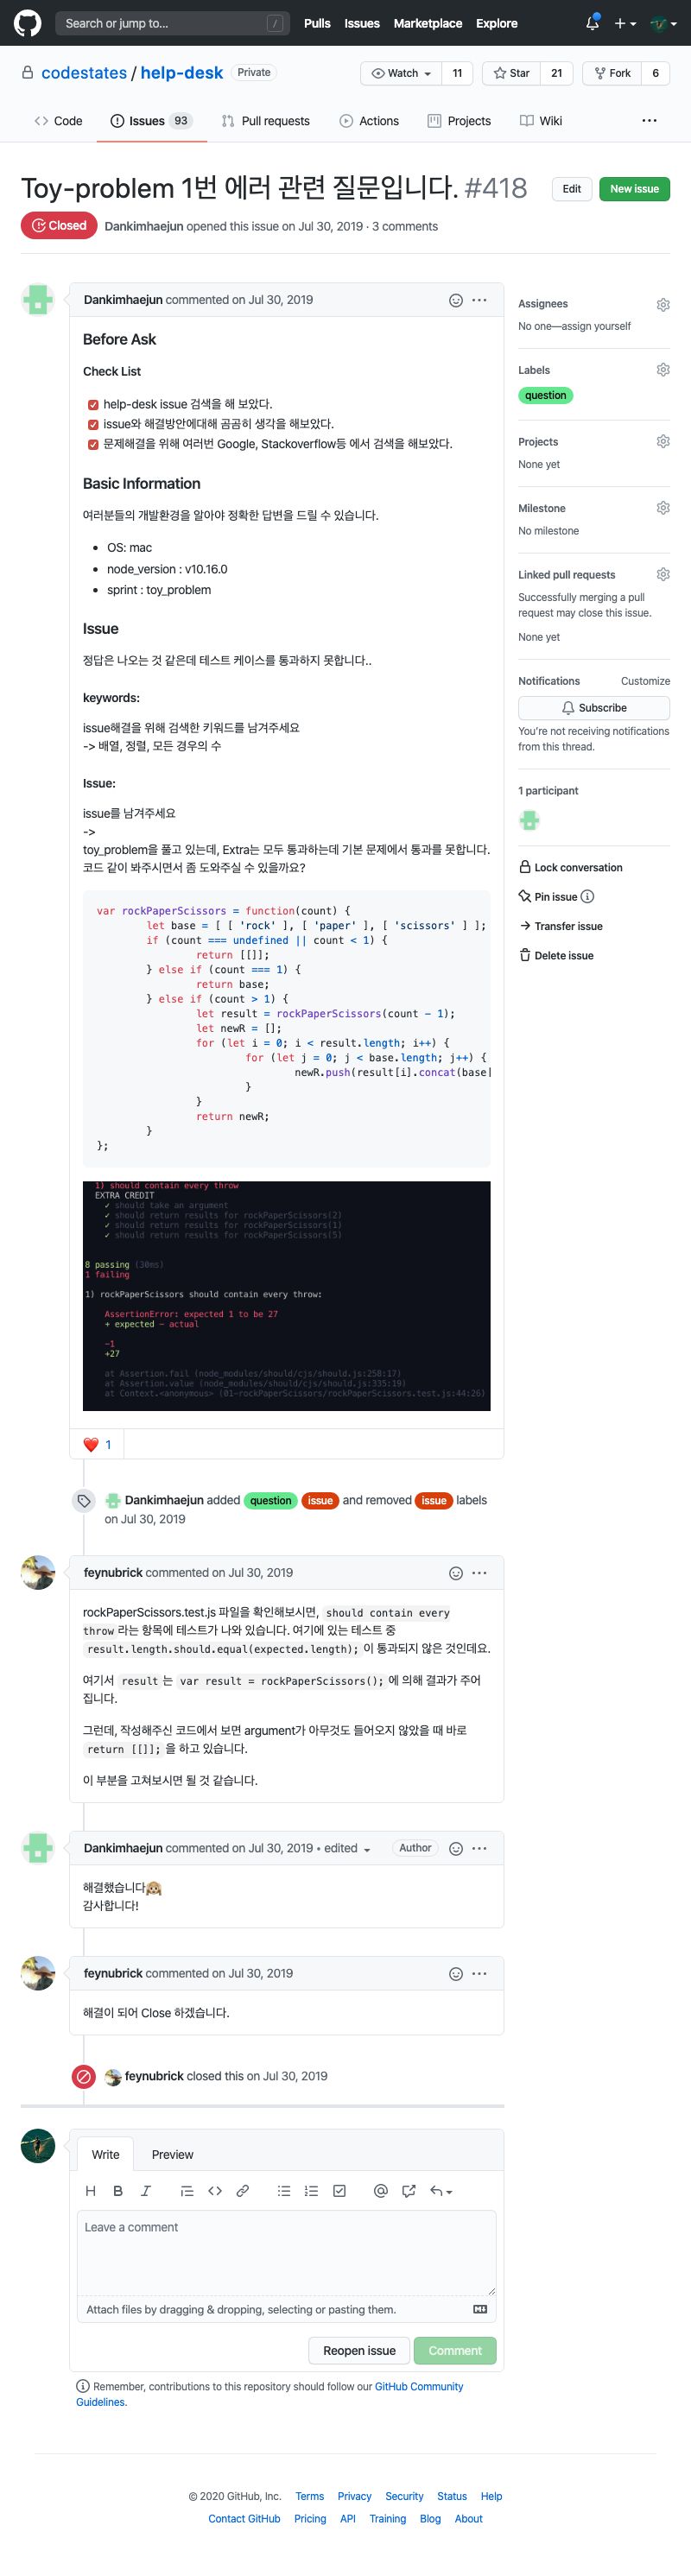 Search or jump to... /
Pulls Issues Marketplace Explore
codestates / help-desk Private
Watch 11 Star 21 Fork 6
Code Issues 93 Pull requests Actions Projects Wiki
Toy-problem 1번 에러 관련 질문입니다. #418
Edit New issue
Closed Dankimhaejun opened this issue on Jul 30, 2019 · 3 comments
Dankimhaejun commented on Jul 30, 2019
Before Ask
Check List
help-desk issue 검색을 해 보았다.
issue와 해결방안에대해 곰곰히 생각을 해보았다.
문제해결을 위해 여러번 Google, Stackoverflow등 에서 검색을 해보았다.
Basic Information
여러분들의 개발환경을 알아야 정확한 답변을 드릴 수 있습니다.
OS: mac
node_version : v10.16.0
sprint : toy_problem
Issue
정답은 나오는 것 같은데 테스트 케이스를 통과하지 못합니다..
keywords:
issue해결을 위해 검색한 키워드를 남겨주세요
-> 배열, 정렬, 모든 경우의 수
Issue:
issue를 남겨주세요
->
toy_problem을 풀고 있는데, Extra는 모두 통과하는데 기본 문제에서 통과를 못합니다.
코드 같이 봐주시면서 좀 도와주실 수 있을까요?
var rockPaperScissors = function(count) {
let base = [ [ 'rock' ], [ 'paper' ], [ 'scissors' ] ];
if (count === undefined || count < 1) {
return [[]];
} else if (count === 1) {
return base;
} else if (count > 1) {
let result = rockPaperScissors(count - 1);
let newR = [];
for (let i = 0; i < result.length; i++) {
for (let j = 0; j < base.length; j++) {
newR.push(result[i].concat(base[
}
}
return newR;
}
};
1) should contain every throw
EXTRA CREDIT
✓ should take an argument
✓ should return results for rockPaperScissors(2)
✓ should return results for rockPaperScissors(1)
✓ should return results for rockPaperScissors(5)
8 passing (30ms)
1 failing
1) rockPaperScissors should contain every throw:
AssertionError: expected 1 to be 27
+ expected - actual
-1
+27
at Assertion.fail (node_modules/should/cjs/should.js:258:17)
at Assertion.value (node_modules/should/cjs/should.js:335:19)
at Context.<anonymous> (01-rockPaperScissors/rockPaperScissors.test.js:44:26)
❤️ 1
Dankimhaejun added question issue and removed issue labels
on Jul 30, 2019
feynubrick commented on Jul 30, 2019
rockPaperScissors.test.js 파일을 확인해보시면, should contain every
throw 라는 항목에 테스트가 나와 있습니다. 여기에 있는 테스트 중
result.length.should.equal(expected.length); 이 통과되지 않은 것인데요.
여기서 result 는 var result = rockPaperScissors(); 에 의해 결과가 주어
집니다.
그런데, 작성해주신 코드에서 보면 argument가 아무것도 들어오지 않았을 때 바로
return [[]]; 을 하고 있습니다.
이 부분을 고쳐보시면 될 것 같습니다.
Dankimhaejun commented on Jul 30, 2019 • edited Author
해결했습니다🙉
감사합니다!
feynubrick commented on Jul 30, 2019
해결이 되어 Close 하겠습니다.
feynubrick closed this on Jul 30, 2019
Write Preview
Leave a comment
Attach files by dragging & dropping, selecting or pasting them.
Reopen issue Comment
Remember, contributions to this repository should follow our GitHub Community
Guidelines.
Assignees
No one—assign yourself
Labels
question
Projects
None yet
Milestone
No milestone
Linked pull requests
Successfully merging a pull
request may close this issue.
None yet
Notifications Customize
Subscribe
You're not receiving notifications
from this thread.
1 participant
Lock conversation
Pin issue
Transfer issue
Delete issue
© 2020 GitHub, Inc. Terms Privacy Security Status Help
Contact GitHub Pricing API Training Blog About